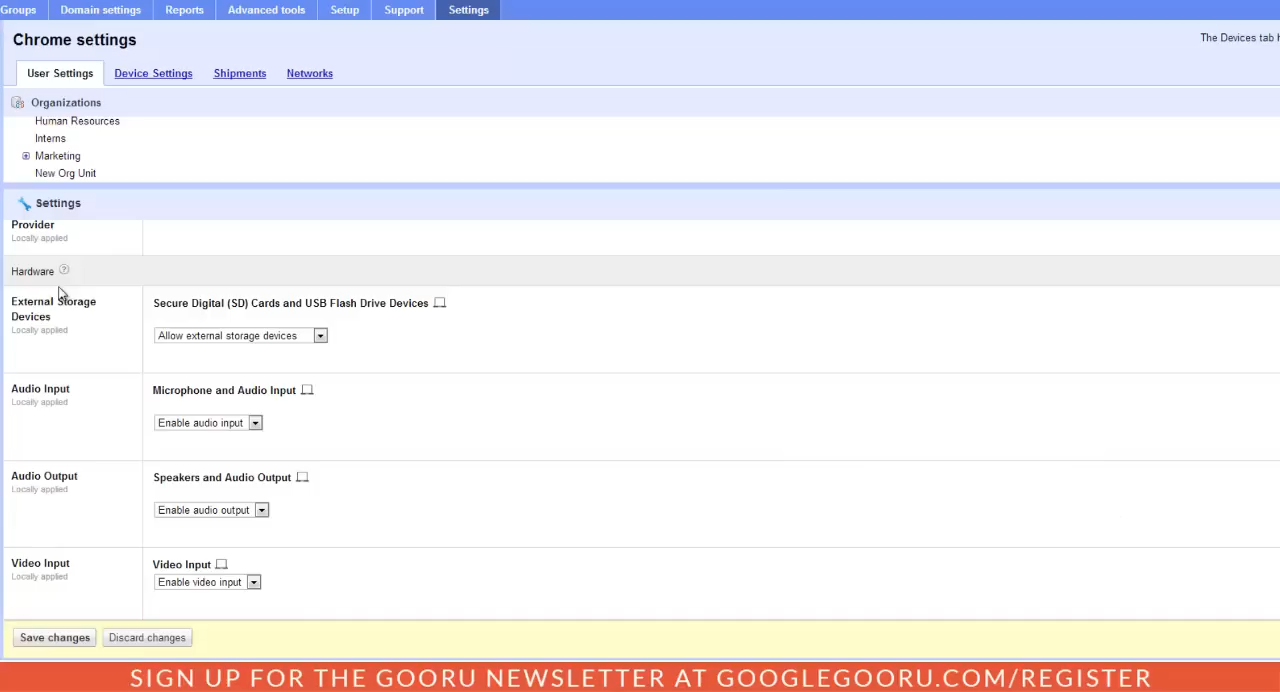 Groups Domain settings Reports Advanced tools Setup Support Settings
Chrome settings
The Devices tab
User Settings Device Settings Shipments Networks
Organizations
Human Resources
Interns
Marketing
New Org Unit
Settings
Provider
Locally applied
Hardware ?
External Storage Devices
Locally applied
Secure Digital (SD) Cards and USB Flash Drive Devices
Allow external storage devices
Audio Input
Locally applied
Microphone and Audio Input
Enable audio input
Audio Output
Locally applied
Speakers and Audio Output
Enable audio output
Video Input
Locally applied
Video Input
Enable video input
Save changes Discard changes
SIGN UP FOR THE GOORU NEWSLETTER AT GOOGLEGOORU.COM/REGISTER